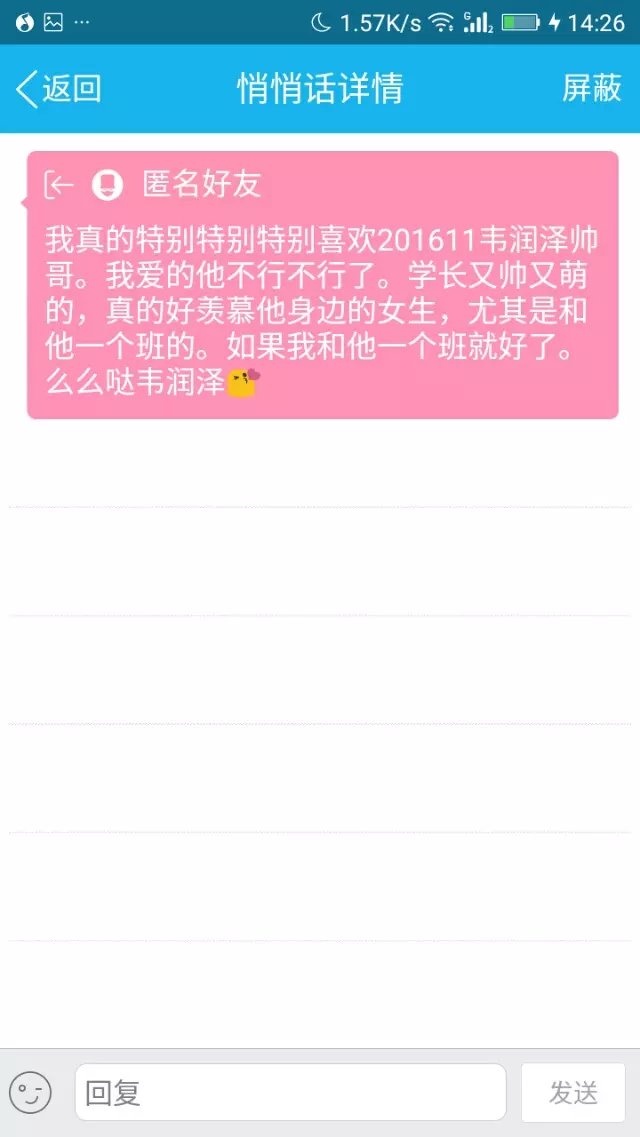 1.57K/s G 2 14:26
返回 悄悄话详情 屏蔽
匿名好友
我真的特别特别特别喜欢201611韦润泽帅
哥。我爱的他不行不行了。学长又帅又萌
的，真的好羡慕他身边的女生，尤其是和
他一个班的。如果我和他一个班就好了。
么么哒韦润泽😘
回复 发送